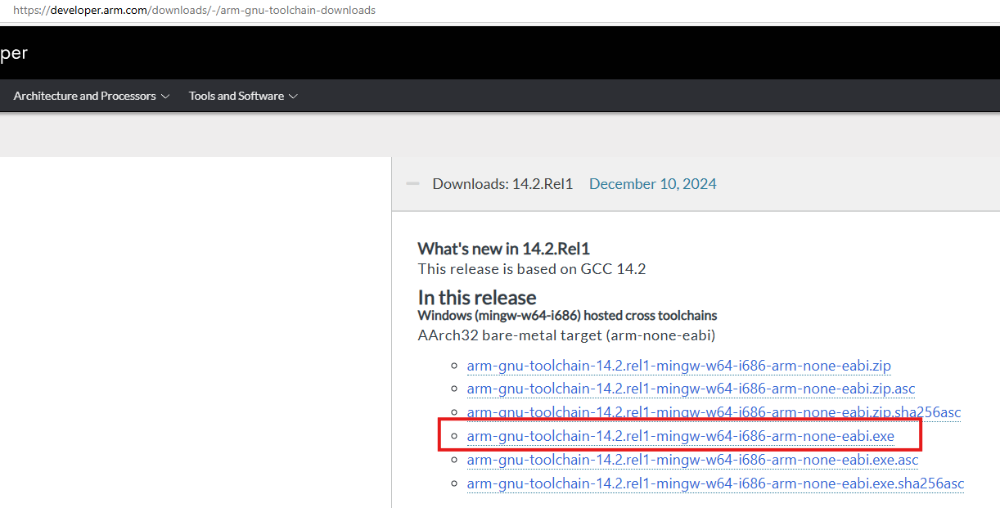 https://developer.arm.com/downloads/-/arm-gnu-toolchain-downloads
per
Architecture and Processors Tools and Software
Downloads: 14.2.Rel1 December 10, 2024
What's new in 14.2.Rel1
This release is based on GCC 14.2
In this release
Windows (mingw-w64-i686) hosted cross toolchains
AArch32 bare-metal target (arm-none-eabi)
arm-gnu-toolchain-14.2.rel1-mingw-w64-i686-arm-none-eabi.zip
arm-gnu-toolchain-14.2.rel1-mingw-w64-i686-arm-none-eabi.zip.asc
arm-gnu-toolchain-14.2.rel1-mingw-w64-i686-arm-none-eabi.zip.sha256asc
arm-gnu-toolchain-14.2.rel1-mingw-w64-i686-arm-none-eabi.exe
arm-gnu-toolchain-14.2.rel1-mingw-w64-i686-arm-none-eabi.exe.asc
arm-gnu-toolchain-14.2.rel1-mingw-w64-i686-arm-none-eabi.exe.sha256asc